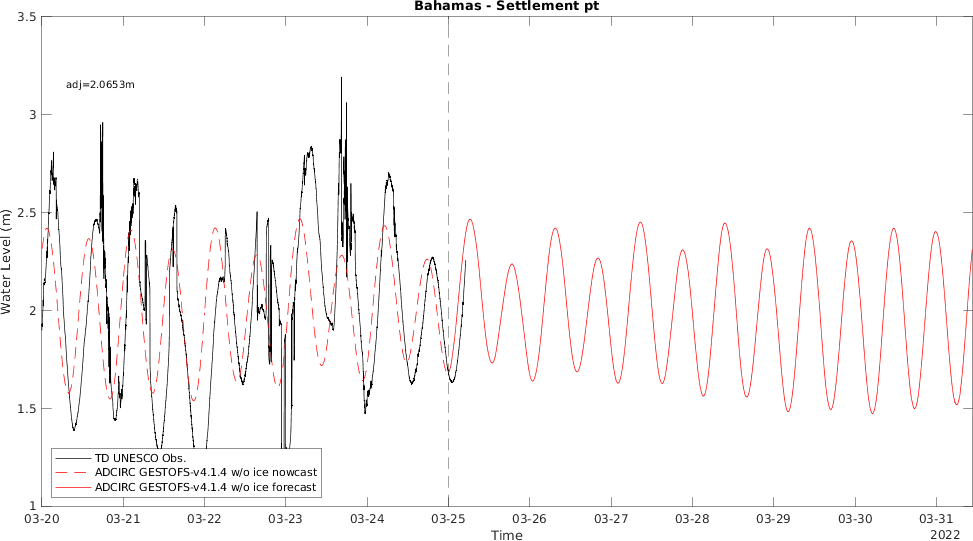 Bahamas - Settlement pt
3.5
adj=2.0653m
3
2.5
Water Level (m)
2
1.5
TD UNESCO Obs.
ADCIRC GESTOFS-v4.1.4 w/o ice nowcast
ADCIRC GESTOFS-v4.1.4 w/o ice forecast
1
03-20 03-21 03-22 03-23 03-24 03-25 03-26 03-27 03-28 03-29 03-30 03-31
Time 2022